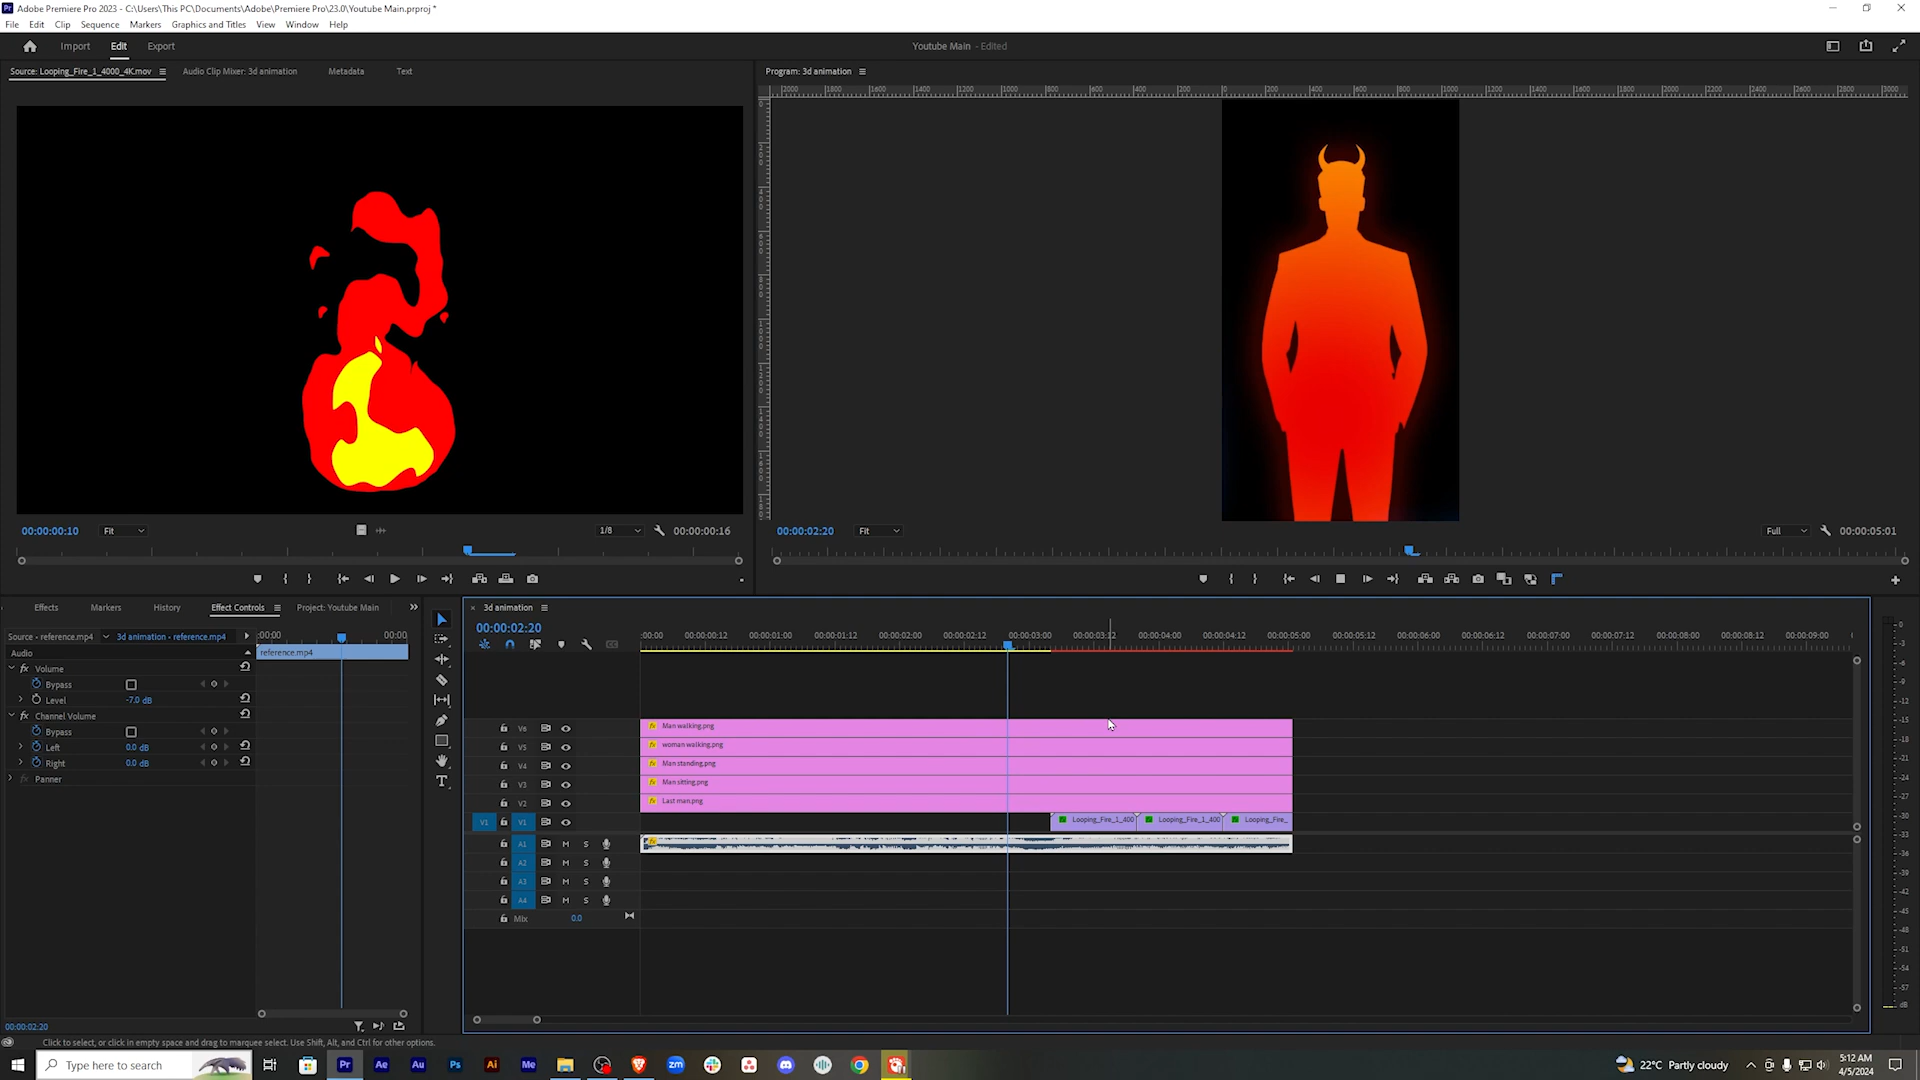 Adobe Premiere Pro 2023 - C:\Users\This PC\Documents\Adobe\Premiere Pro\23.0\Youtube Main.prproj *
File Edit Clip Sequence Markers Graphics and Titles View Window Help
Import Edit Export
Youtube Main - Edited
Source: Looping_Fire_1_4000_4K.mov Audio Clip Mixer: 3d animation Metadata Text
Program: 3d animation
00:00:00:10 Fit 1/8 00:00:00:16
00:00:02:20 Fit Full 00:00:05:01
Effects Markers History Effect Controls Project: Youtube Main
Source - reference.mp4 3d animation - reference.mp4 :00:00 00:00
Audio
reference.mp4
Volume
Bypass
Level -7.0 dB
Channel Volume
Bypass
Left 0.0 dB
Right 0.0 dB
Panner
00:00:02:20
3d animation
00:00:02:20
:00:00 00:00:00:12 00:00:01:00 00:00:01:12 00:00:02:00 00:00:02:12 00:00:03:00 00:00:03:12 00:00:04:00 00:00:04:12 00:00:05:00 00:00:05:12 00:00:06:00 00:00:06:12 00:00:07:00 00:00:07:12 00:00:08:00 00:00:08:12 00:00:09:00
V6 Man walking.png
V5 woman walking.png
V4 Man standing.png
V3 Man sitting.png
V2 Last man.png
V1 V1 Looping_Fire_1_400 Looping_Fire_1_400 Looping_Fire_
A1 M S
A2 M S
A3 M S
A4 M S
Mix 0.0
Click to select, or click in empty space and drag to marquee select. Use Shift, Alt, and Ctrl for other options.
Type here to search
22°C Partly cloudy
5:12 AM
4/5/2024